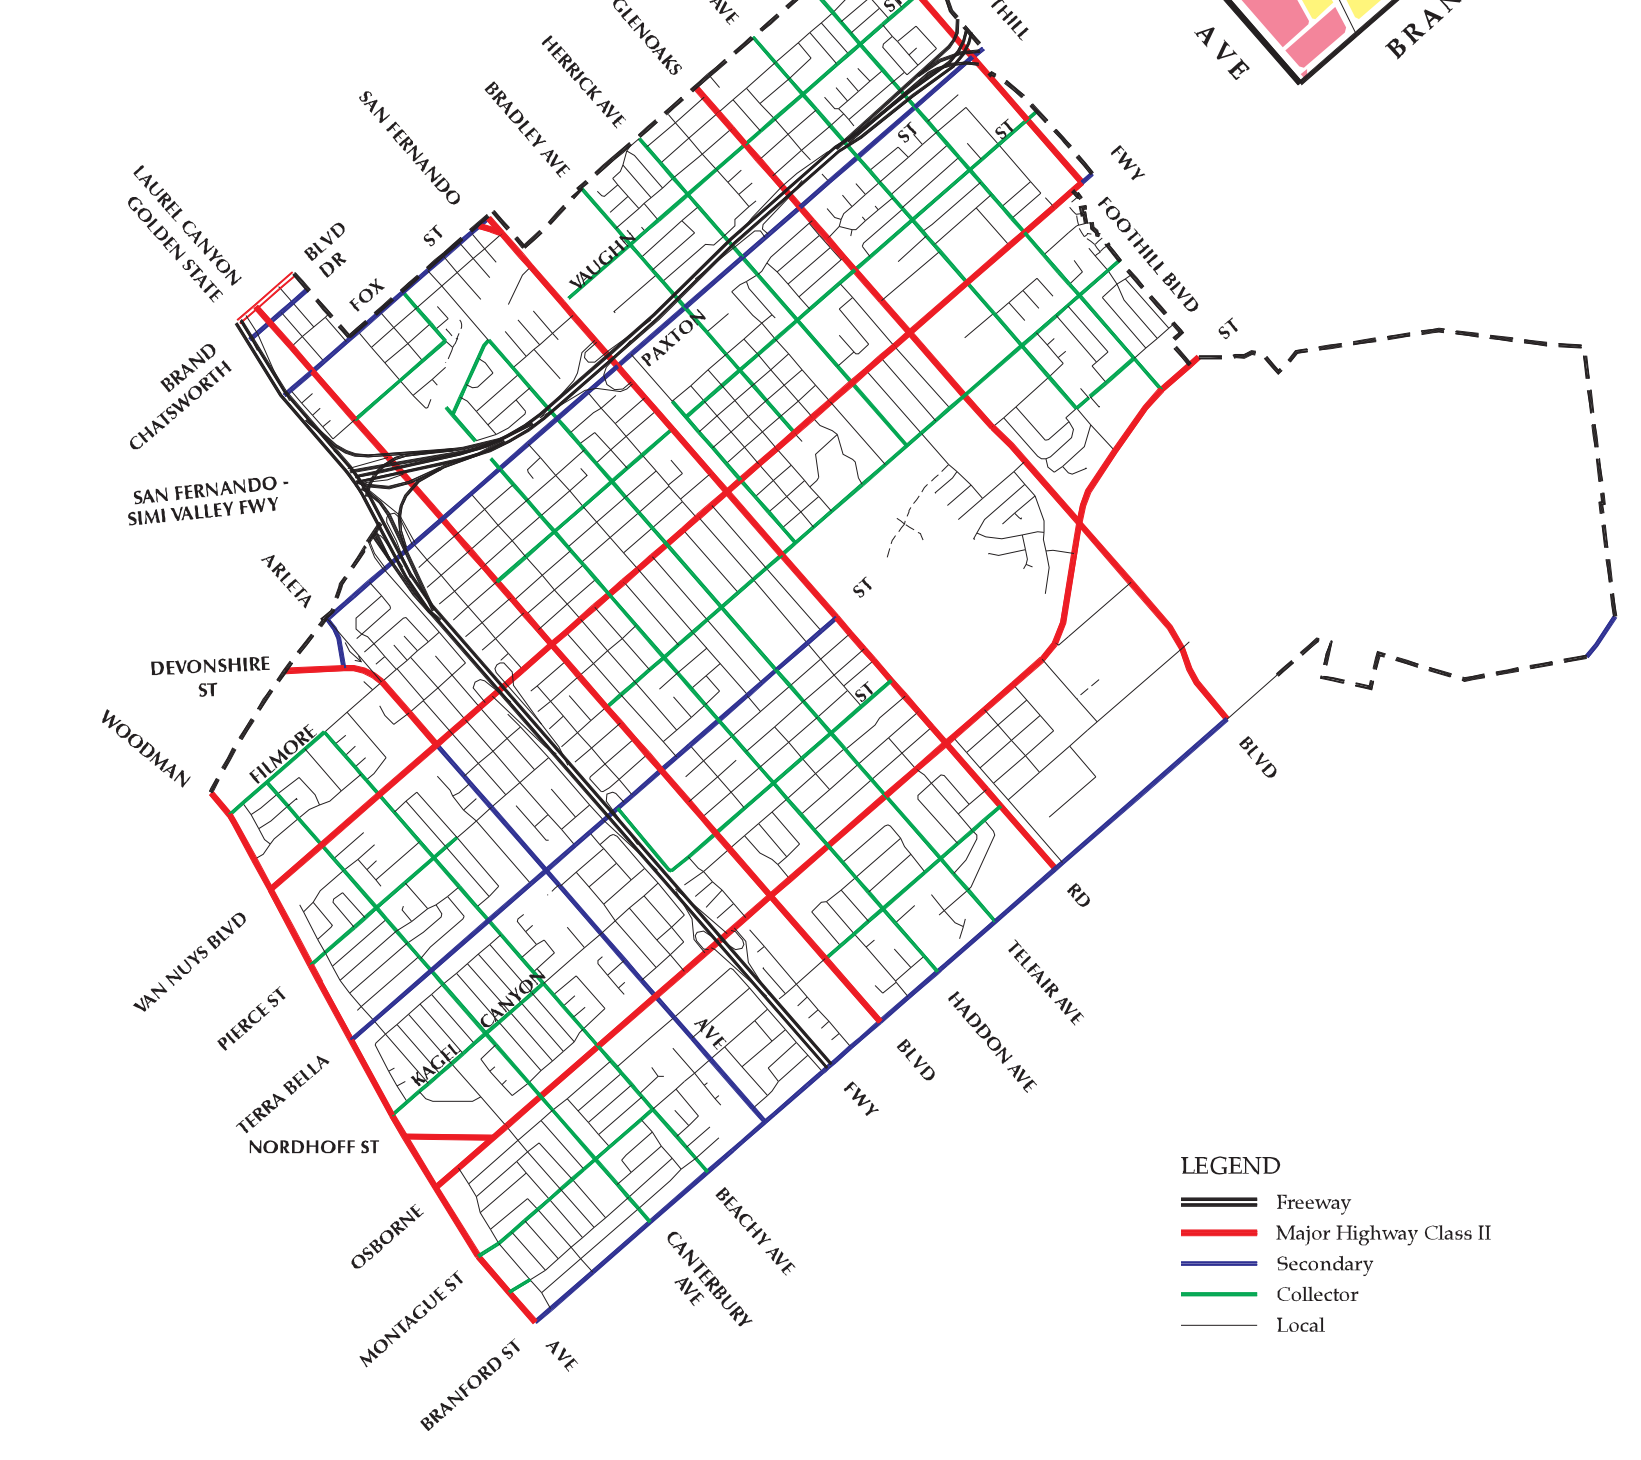 AVE
ST
THILL
GLENOAKS
AVE
BRAN
HERRICK AVE
BRADLEY AVE
SAN FERNANDO
ST
ST
FWY
LAUREL CANYON
GOLDEN STATE
BLVD
DR
ST
FOX
VAUGHN
FOOTHILL BLVD
PAXTON
ST
BRAND
CHATSWORTH
SAN FERNANDO -
SIMI VALLEY FWY
ARLETA
ST
DEVONSHIRE
ST
ST
WOODMAN
FILMORE
BLVD
VAN NUYS BLVD
RD
PIERCE ST
CANYON
KAGEL
AVE
TELFAIR AVE
HADDON AVE
TERRA BELLA
BLVD
FWY
NORDHOFF ST
OSBORNE
BEACHY AVE
CANTERBURY
AVE
MONTAGUE ST
BRANFORD ST
AVE
LEGEND
Freeway
Major Highway Class II
Secondary
Collector
Local